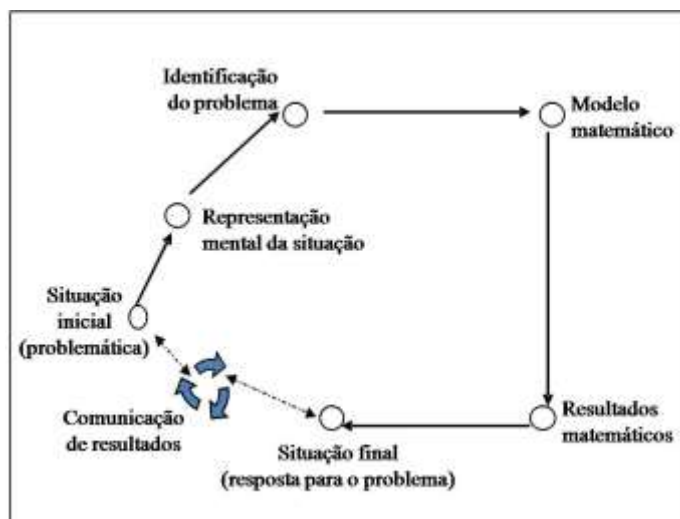 Identificação
do problema
Modelo
matemático
Representação
mental da situação
Situação
inicial
(problemática)
Comunicação
de resultados
Situação final
(resposta para o problema)
Resultados
matemáticos